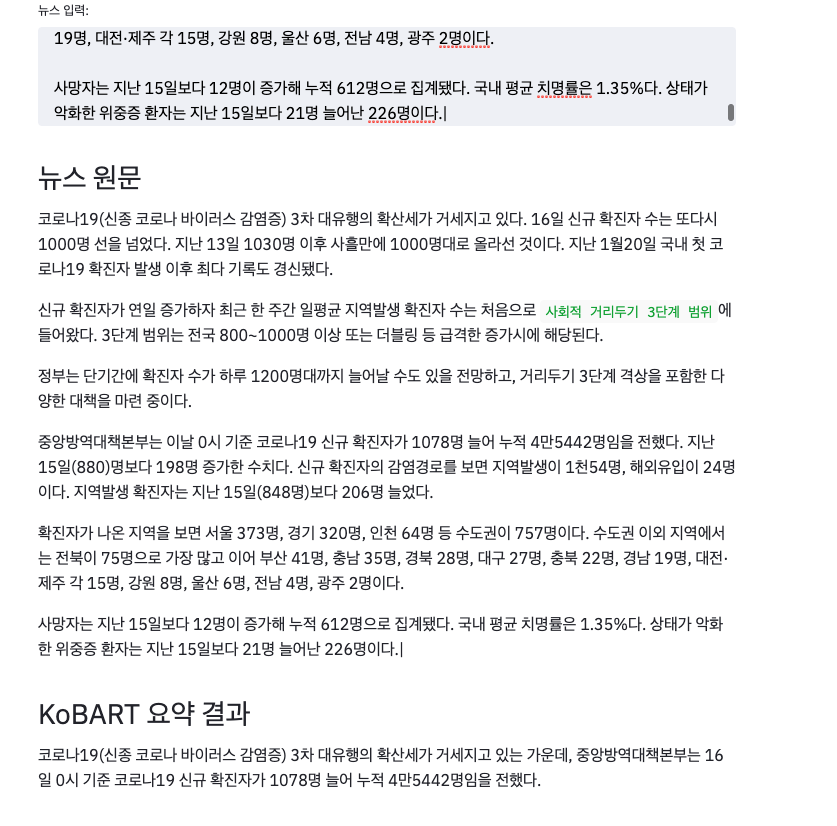 뉴스 입력:
19명, 대전·제주 각 15명, 강원 8명, 울산 6명, 전남 4명, 광주 2명이다.
사망자는 지난 15일보다 12명이 증가해 누적 612명으로 집계됐다. 국내 평균 치명률은 1.35%다. 상태가
악화한 위중증 환자는 지난 15일보다 21명 늘어난 226명이다.|
뉴스 원문
코로나19(신종 코로나 바이러스 감염증) 3차 대유행의 확산세가 거세지고 있다. 16일 신규 확진자 수는 또다시
1000명 선을 넘었다. 지난 13일 1030명 이후 사흘만에 1000명대로 올라선 것이다. 지난 1월20일 국내 첫 코
로나19 확진자 발생 이후 최다 기록도 경신됐다.
신규 확진자가 연일 증가하자 최근 한 주간 일평균 지역발생 확진자 수는 처음으로 사회적 거리두기 3단계 범위 에
들어왔다. 3단계 범위는 전국 800~1000명 이상 또는 더블링 등 급격한 증가시에 해당된다.
정부는 단기간에 확진자 수가 하루 1200명대까지 늘어날 수도 있을 전망하고, 거리두기 3단계 격상을 포함한 다
양한 대책을 마련 중이다.
중앙방역대책본부는 이날 0시 기준 코로나19 신규 확진자가 1078명 늘어 누적 4만5442명임을 전했다. 지난
15일(880)명보다 198명 증가한 수치다. 신규 확진자의 감염경로를 보면 지역발생이 1천54명, 해외유입이 24명
이다. 지역발생 확진자는 지난 15일(848명)보다 206명 늘었다.
확진자가 나온 지역을 보면 서울 373명, 경기 320명, 인천 64명 등 수도권이 757명이다. 수도권 이외 지역에서
는 전북이 75명으로 가장 많고 이어 부산 41명, 충남 35명, 경북 28명, 대구 27명, 충북 22명, 경남 19명, 대전·
제주 각 15명, 강원 8명, 울산 6명, 전남 4명, 광주 2명이다.
사망자는 지난 15일보다 12명이 증가해 누적 612명으로 집계됐다. 국내 평균 치명률은 1.35%다. 상태가 악화
한 위중증 환자는 지난 15일보다 21명 늘어난 226명이다.|
KoBART 요약 결과
코로나19(신종 코로나 바이러스 감염증) 3차 대유행의 확산세가 거세지고 있는 가운데, 중앙방역대책본부는 16
일 0시 기준 코로나19 신규 확진자가 1078명 늘어 누적 4만5442명임을 전했다.